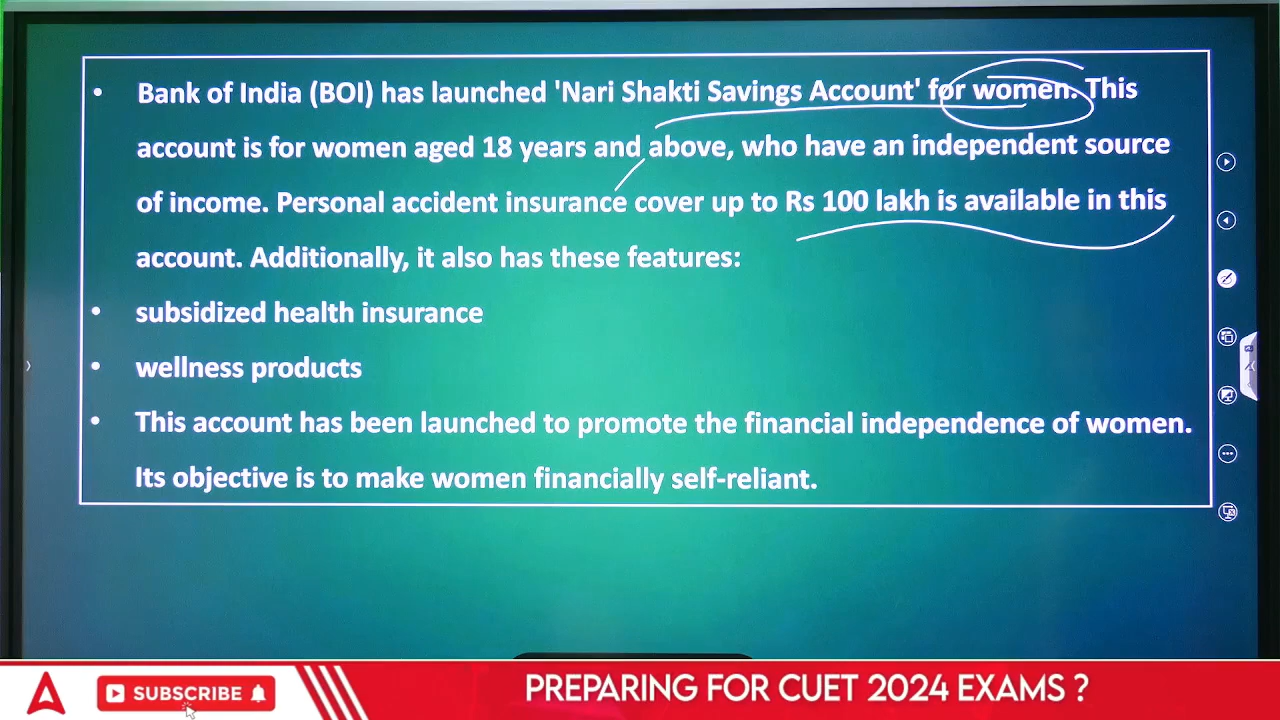 • Bank of India (BOI) has launched 'Nari Shakti Savings Account' for women. This
account is for women aged 18 years and above, who have an independent source
of income. Personal accident insurance cover up to Rs 100 lakh is available in this
account. Additionally, it also has these features:
• subsidized health insurance
• wellness products
• This account has been launched to promote the financial independence of women.
Its objective is to make women financially self-reliant.
SUBSCRIBE
PREPARING FOR CUET 2024 EXAMS ?